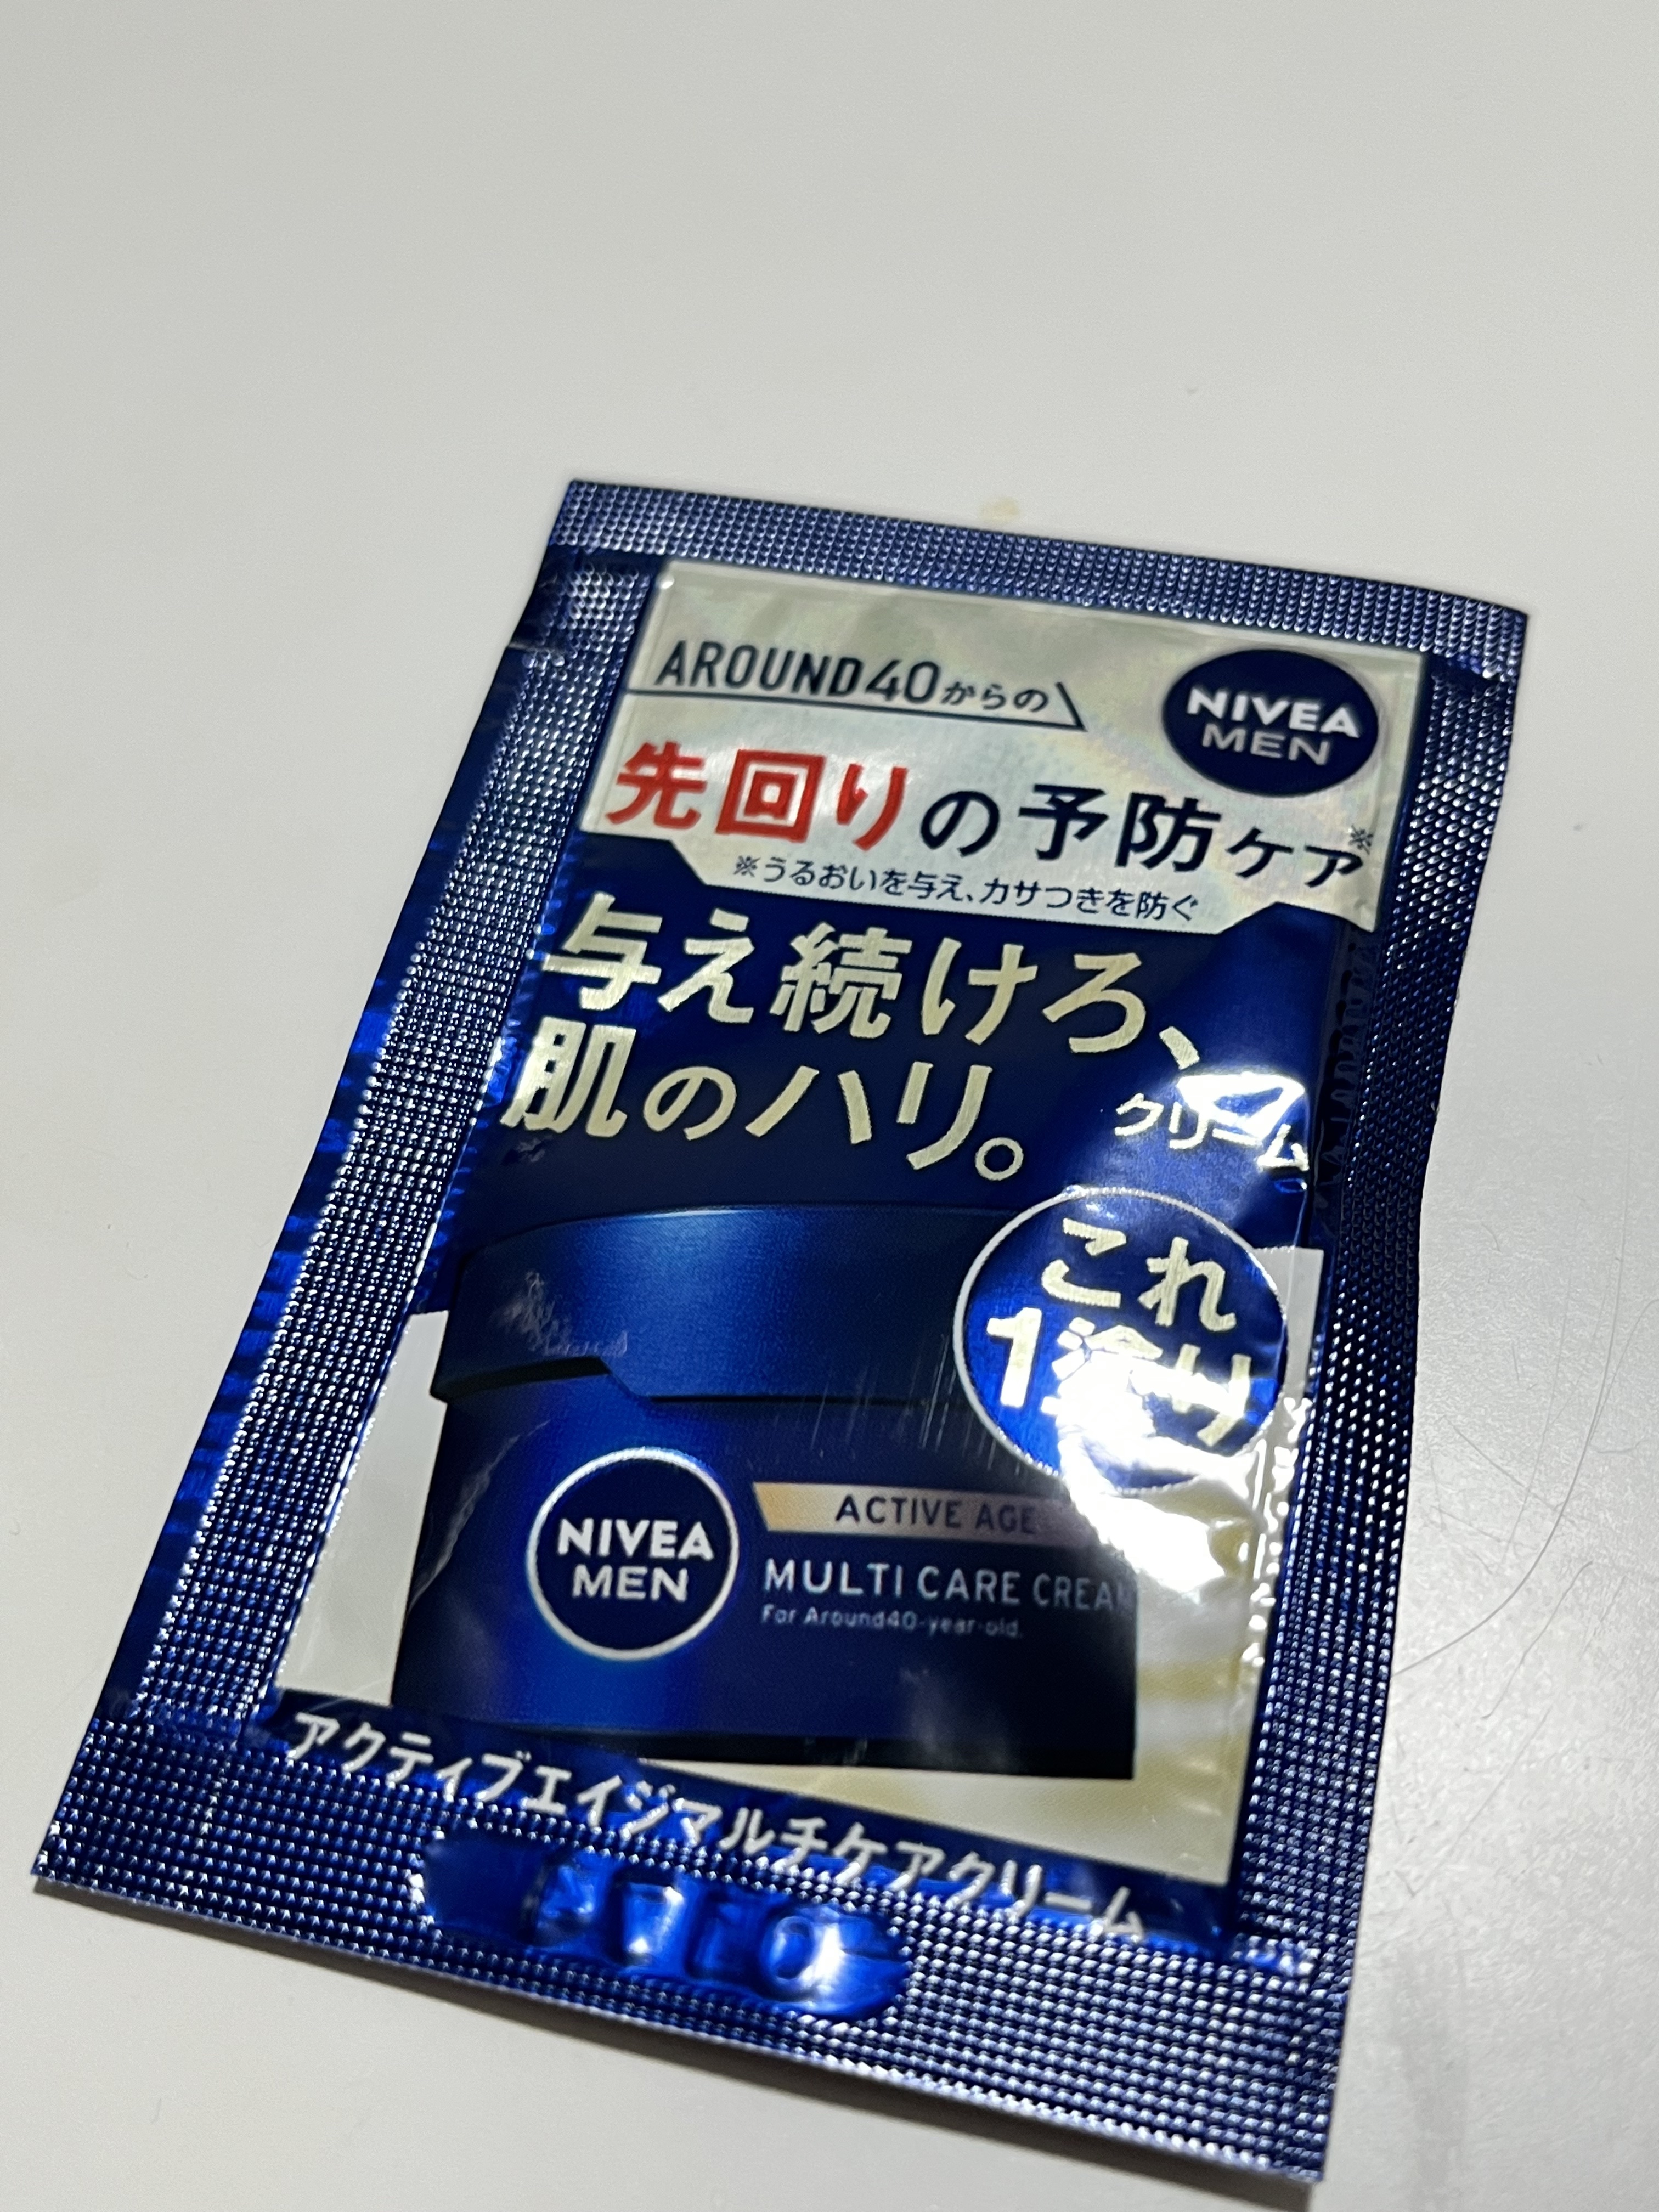 AROUND40からの
NIVEA
MEN
先回りの予防ケア※
※うるおいを与え、カサつきを防ぐ
与え続けろ、
肌のハリ。
クリーム
これ
1塗り
NIVEA
MEN
ACTIVE AGE
MULTI CARE CREAM
For Around40-year-old.
アクティブエイジマルチケアクリーム